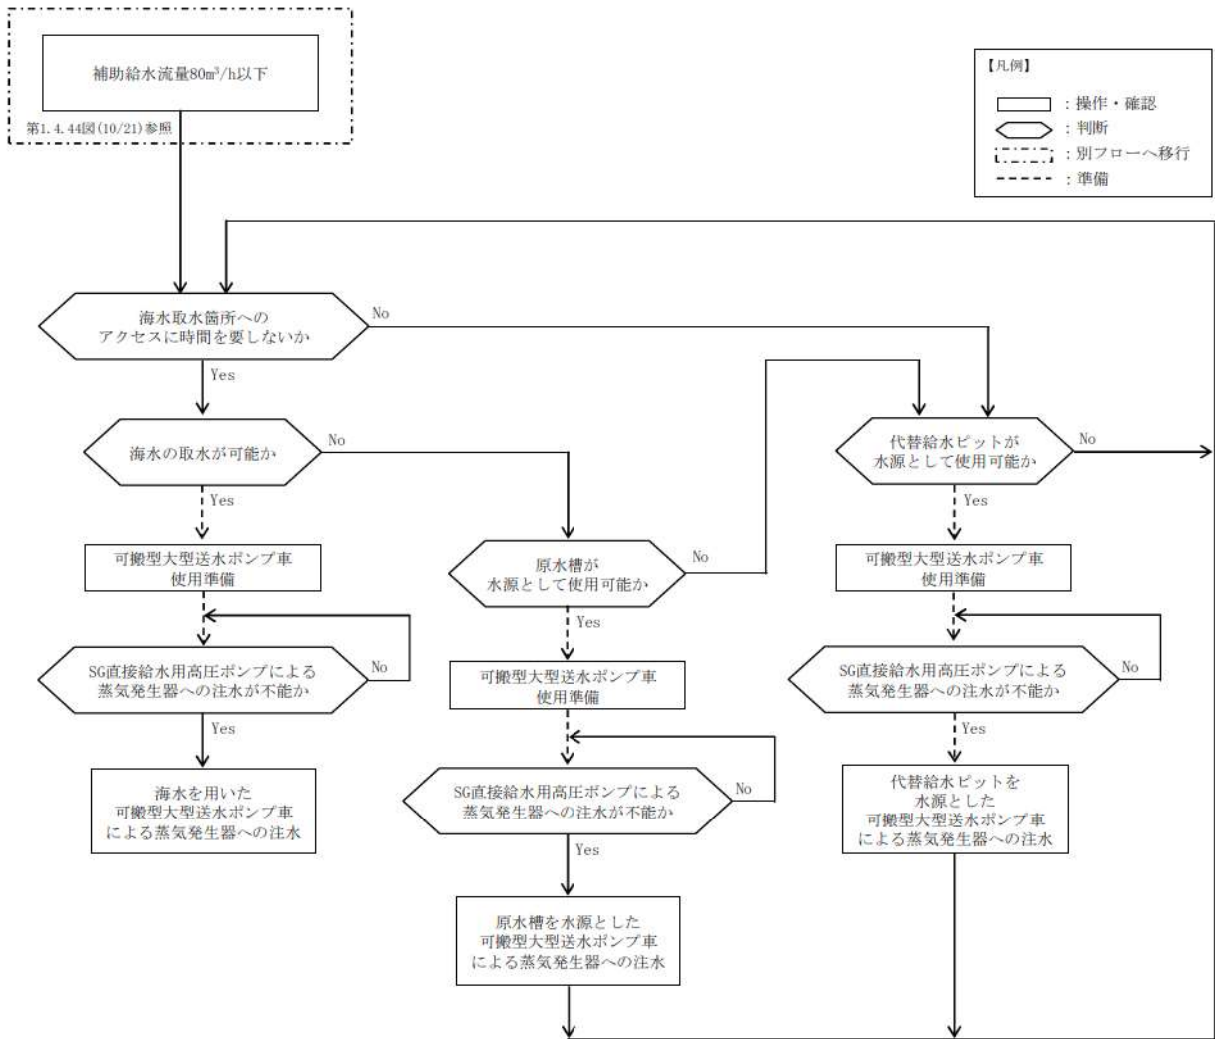 補助給水流量80m³/h以下
第1.4.44図(10/21)参照
【凡例】
：操作・確認
：判断
：別フローへ移行
：準備
海水取水箇所への
アクセスに時間を要しないか
No
Yes
海水の取水が可能か
No
Yes
代替給水ピットが
水源として使用可能か
No
Yes
可搬型大型送水ポンプ車
使用準備
原水槽が
水源として使用可能か
No
Yes
可搬型大型送水ポンプ車
使用準備
SG直接給水用高圧ポンプによる
蒸気発生器への注水が不能か
No
Yes
可搬型大型送水ポンプ車
使用準備
SG直接給水用高圧ポンプによる
蒸気発生器への注水が不能か
No
Yes
海水を用いた
可搬型大型送水ポンプ車
による蒸気発生器への注水
SG直接給水用高圧ポンプによる
蒸気発生器への注水が不能か
No
Yes
代替給水ピットを
水源とした
可搬型大型送水ポンプ車
による蒸気発生器への注水
原水槽を水源とした
可搬型大型送水ポンプ車
による蒸気発生器への注水